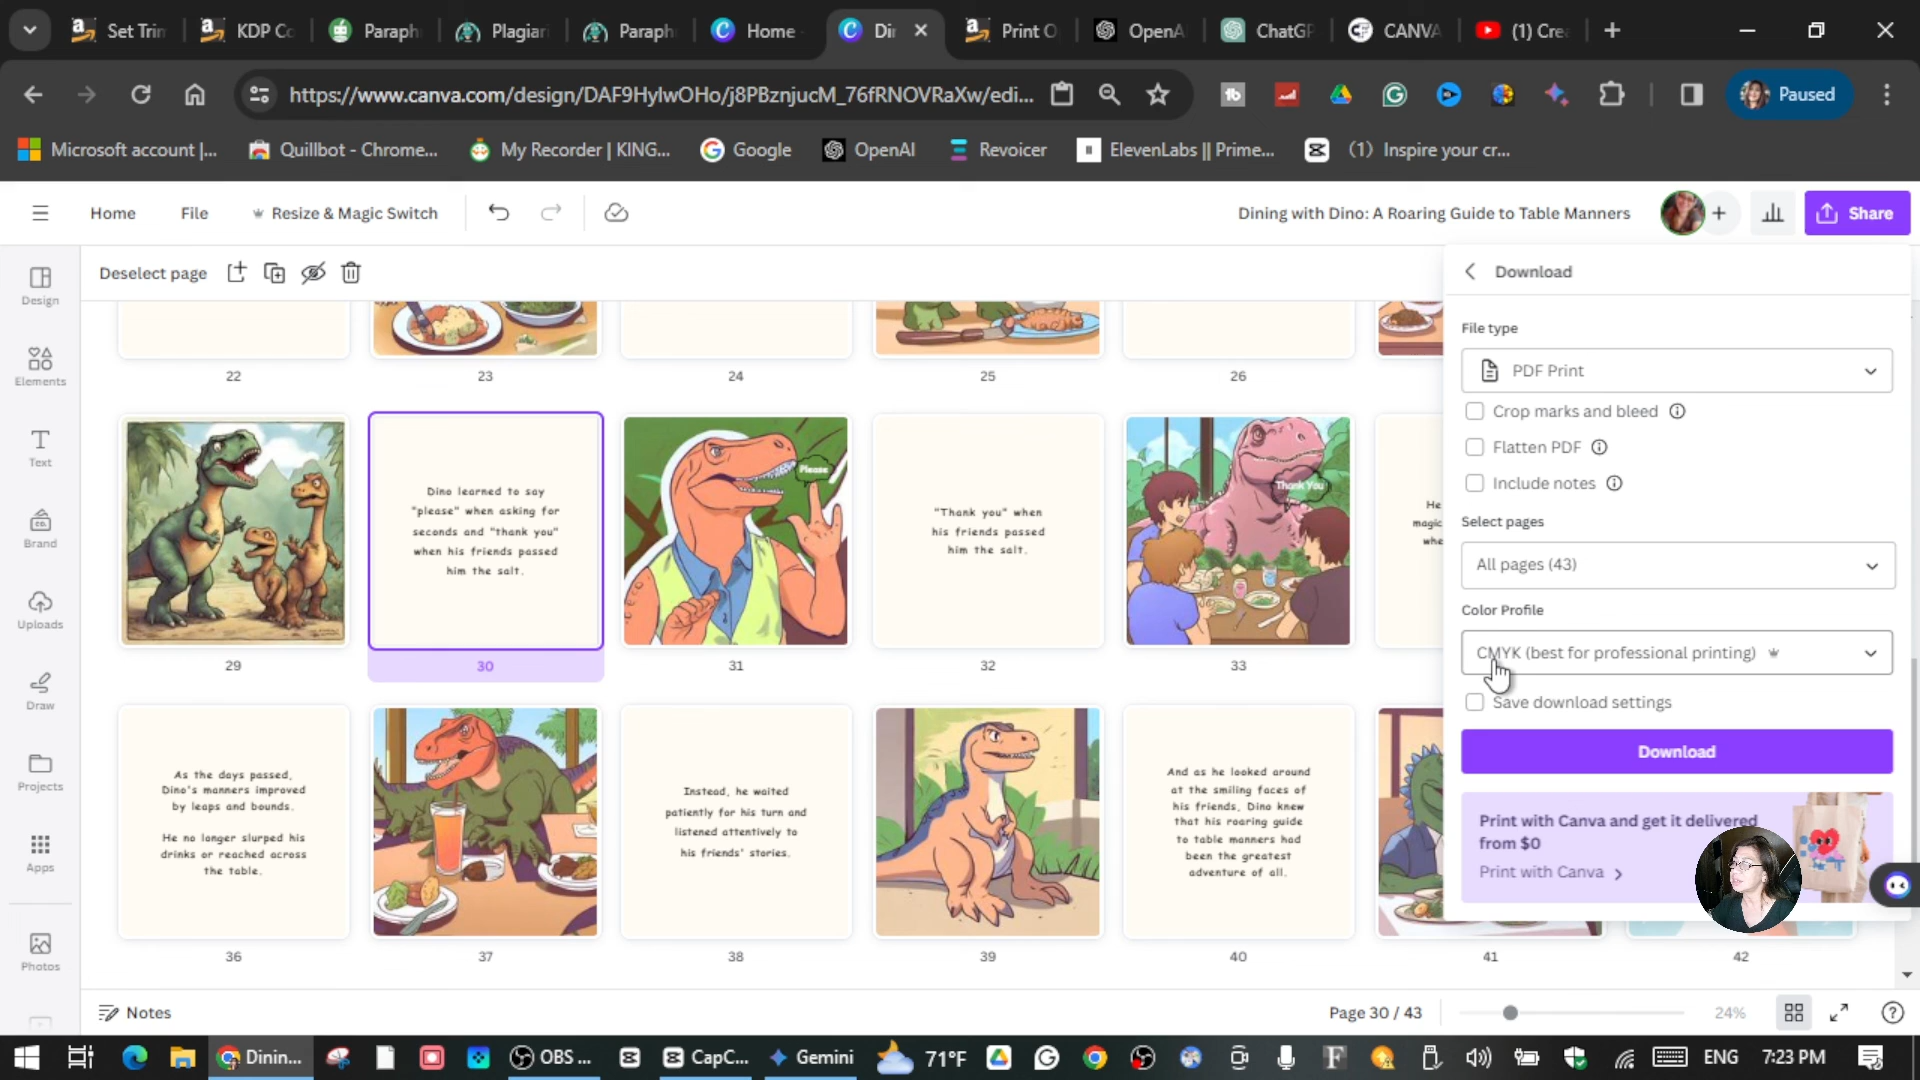 Set Trin
KDP Co
Paraph
Plagiar
Paraph
Home
Di
Print O
OpenA
ChatGF
CANVA
(1) Cre
https://www.canva.com/design/DAF9HylwOHo/j8PBznjucM_76fRNOVRaXw/edi...
Paused
Microsoft account |...
Quillbot - Chrome...
My Recorder | KING...
Google
OpenAI
Revoicer
ElevenLabs || Prime...
(1) Inspire your cr...
Home
File
Resize & Magic Switch
Dining with Dino: A Roaring Guide to Table Manners
Share
Design
Elements
Text
Brand
Uploads
Draw
Projects
Apps
Photos
Deselect page
22
23
24
25
26
Dino learned to say
"please" when asking for
seconds and "thank you"
when his friends passed
him the salt.
Please
"Thank you" when
his friends passed
him the salt.
Thank You
He
magic
whe
29
30
31
32
33
As the days passed,
Dino's manners improved
by leaps and bounds.
He no longer slurped his
drinks or reached across
the table.
Instead, he waited
patiently for his turn and
listened attentively to
his friends' stories.
And as he looked around
at the smiling faces of
his friends, Dino knew
that his roaring guide
to table manners had
been the greatest
adventure of all.
36
37
38
39
40
41
42
Download
File type
PDF Print
Crop marks and bleed
Flatten PDF
Include notes
Select pages
All pages (43)
Color Profile
CMYK (best for professional printing)
Save download settings
Download
Print with Canva and get it delivered
from $0
Print with Canva
Notes
Page 30 / 43
24%
Dinin...
OBS ...
CapC...
Gemini
71°F
ENG
7:23 PM